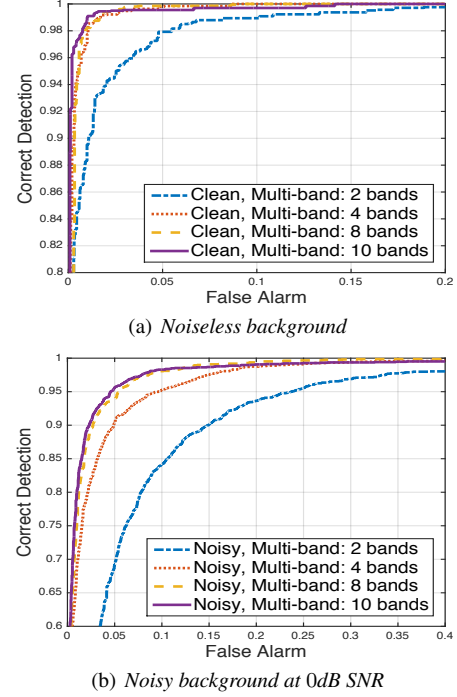 1
0.98
0.96
0.94
0.92
0.9
0.88
0.86
0.84
0.82
0.8
Correct Detection
Clean, Multi-band: 2 bands
Clean, Multi-band: 4 bands
Clean, Multi-band: 8 bands
Clean, Multi-band: 10 bands
0 0.05 0.1 0.15 0.2
False Alarm
(a) Noiseless background
1
0.95
0.9
0.85
0.8
0.75
0.7
0.65
0.6
Correct Detection
Noisy, Multi-band: 2 bands
Noisy, Multi-band: 4 bands
Noisy, Multi-band: 8 bands
Noisy, Multi-band: 10 bands
0 0.05 0.1 0.15 0.2 0.25 0.3 0.35 0.4
False Alarm
(b) Noisy background at 0dB SNR